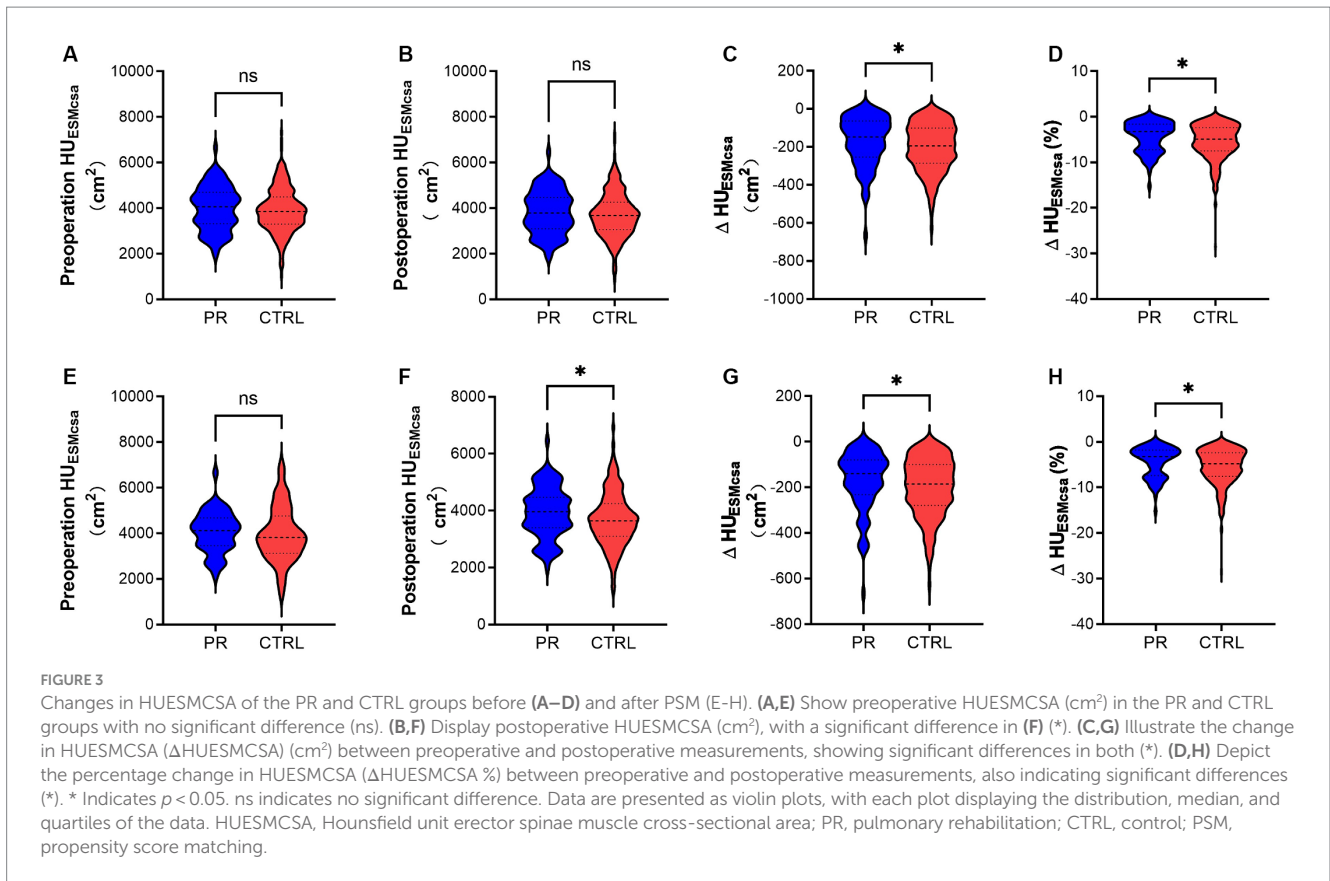 A
Preoperation HUESMcsa
(cm²)
10000
8000
6000
4000
2000
0
ns
PR CTRL
B
Postoperation HUESMcsa
( cm²)
10000
8000
6000
4000
2000
0
ns
PR CTRL
C
Δ HUESMcsa
( cm²)
200
0
-200
-400
-600
-800
-1000
*
PR CTRL
D
Δ HUESMcsa (%)
10
0
-10
-20
-30
-40
*
PR CTRL
E
Preoperation HUESMcsa
(cm²)
10000
8000
6000
4000
2000
0
ns
PR CTRL
F
Postoperation HUESMcsa
( cm²)
8000
6000
4000
2000
0
*
PR CTRL
G
Δ HUESMcsa
( cm²)
200
0
-200
-400
-600
-800
*
PR CTRL
H
Δ HUESMcsa (%)
10
0
-10
-20
-30
-40
*
PR CTRL
FIGURE 3
Changes in HUESMCSA of the PR and CTRL groups before (A–D) and after PSM (E-H). (A,E) Show preoperative HUESMCSA (cm²) in the PR and CTRL
groups with no significant difference (ns). (B,F) Display postoperative HUESMCSA (cm²), with a significant difference in (F) (*). (C,G) Illustrate the change
in HUESMCSA (ΔHUESMCSA) (cm²) between preoperative and postoperative measurements, showing significant differences in both (*). (D,H) Depict
the percentage change in HUESMCSA (ΔHUESMCSA %) between preoperative and postoperative measurements, also indicating significant differences
(*). * Indicates p < 0.05. ns indicates no significant difference. Data are presented as violin plots, with each plot displaying the distribution, median, and
quartiles of the data. HUESMCSA, Hounsfield unit erector spinae muscle cross-sectional area; PR, pulmonary rehabilitation; CTRL, control; PSM,
propensity score matching.